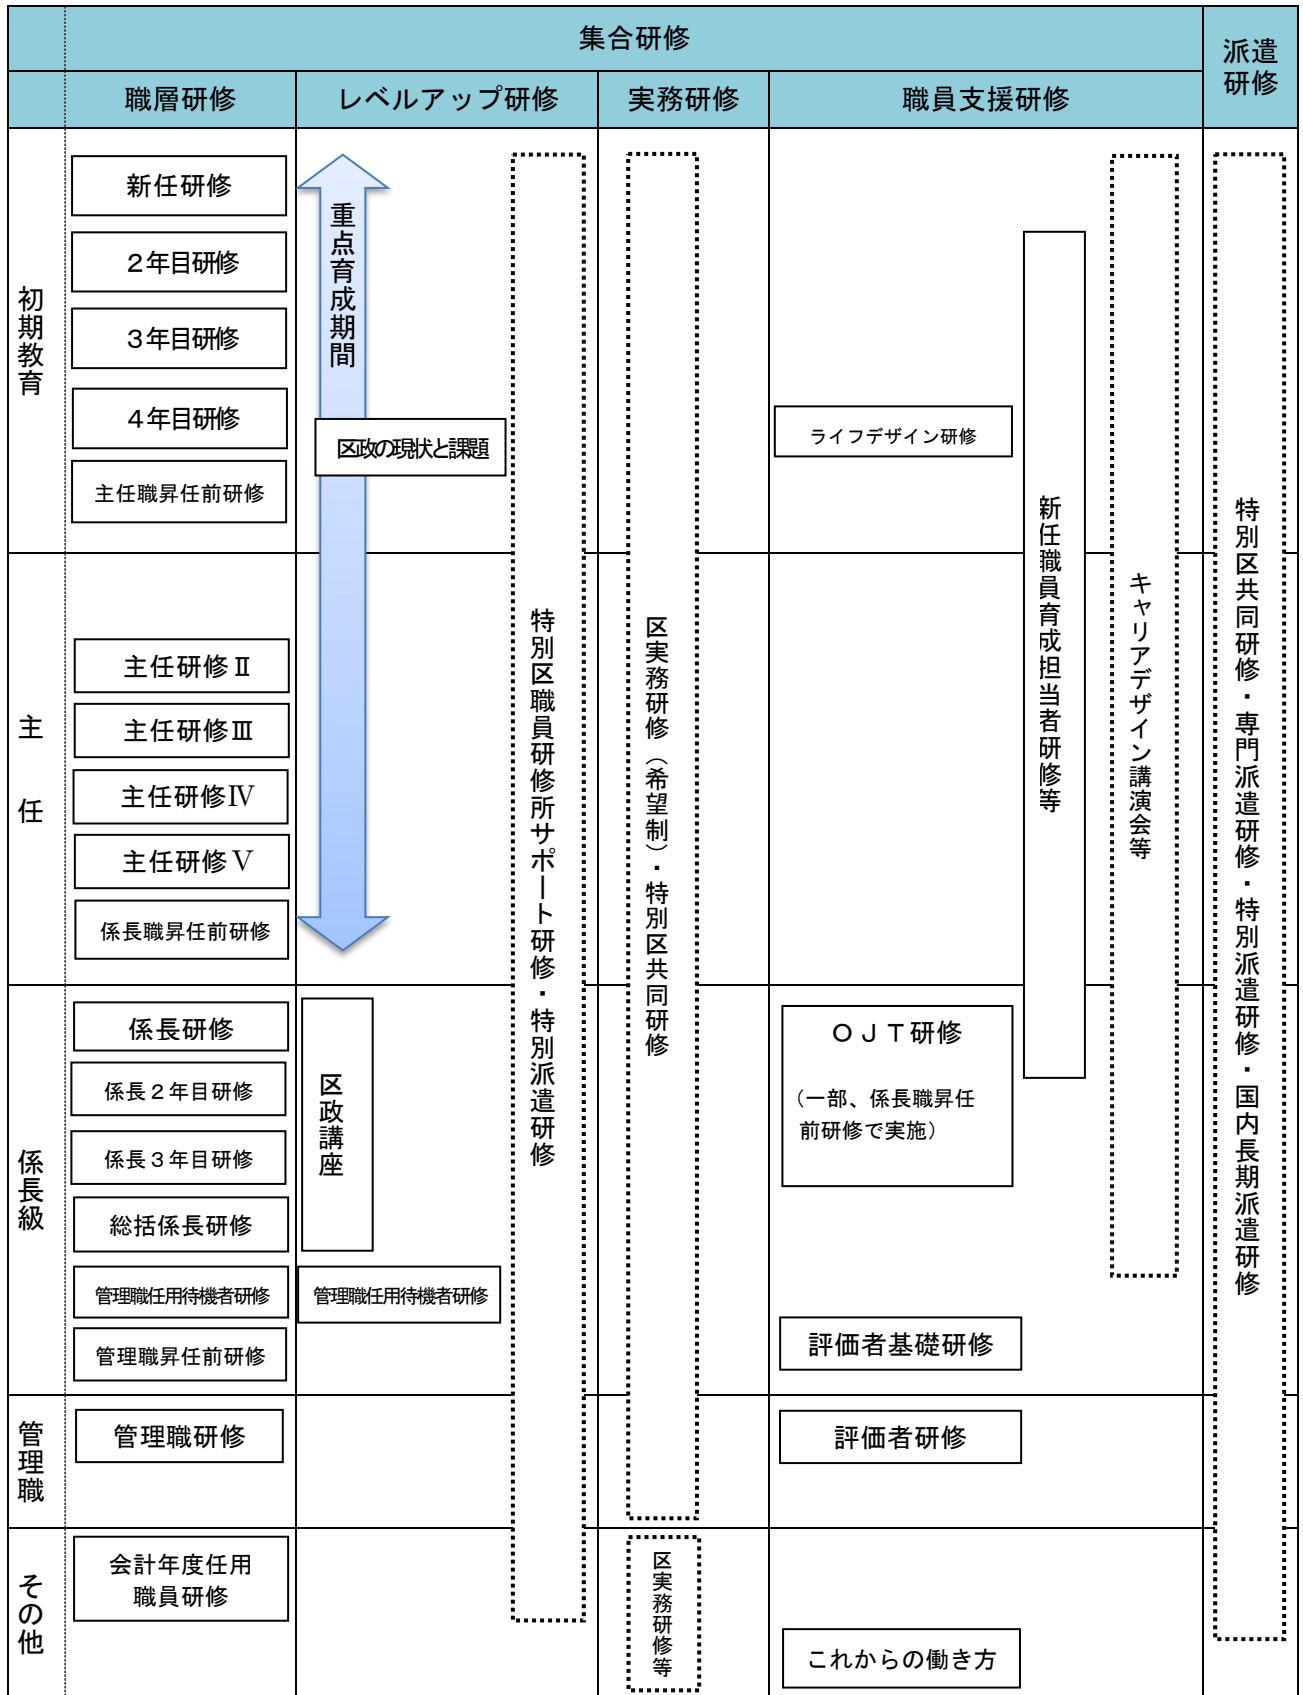 集合研修
派遣
研修
職層研修
レベルアップ研修
実務研修
職員支援研修
初期教育
新任研修
２年目研修
３年目研修
４年目研修
主任職昇任前研修
重点育成期間
区政の現状と課題
ライフデザイン研修
主任
主任研修Ⅱ
主任研修Ⅲ
主任研修Ⅳ
主任研修Ⅴ
係長職昇任前研修
特別区職員研修所サポート研修・特別派遣研修
区実務研修（希望制）・特別区共同研修
新任職員育成担当者研修等
キャリアデザイン講演会等
特別区共同研修・専門派遣研修・特別派遣研修・国内長期派遣研修
係長級
係長研修
係長２年目研修
係長３年目研修
総括係長研修
管理職任用待機者研修
管理職昇任前研修
区政講座
管理職任用待機者研修
ＯＪＴ研修
（一部、係長職昇任
前研修で実施）
評価者基礎研修
管理職
管理職研修
評価者研修
その他
会計年度任用
職員研修
区実務研修等
これからの働き方